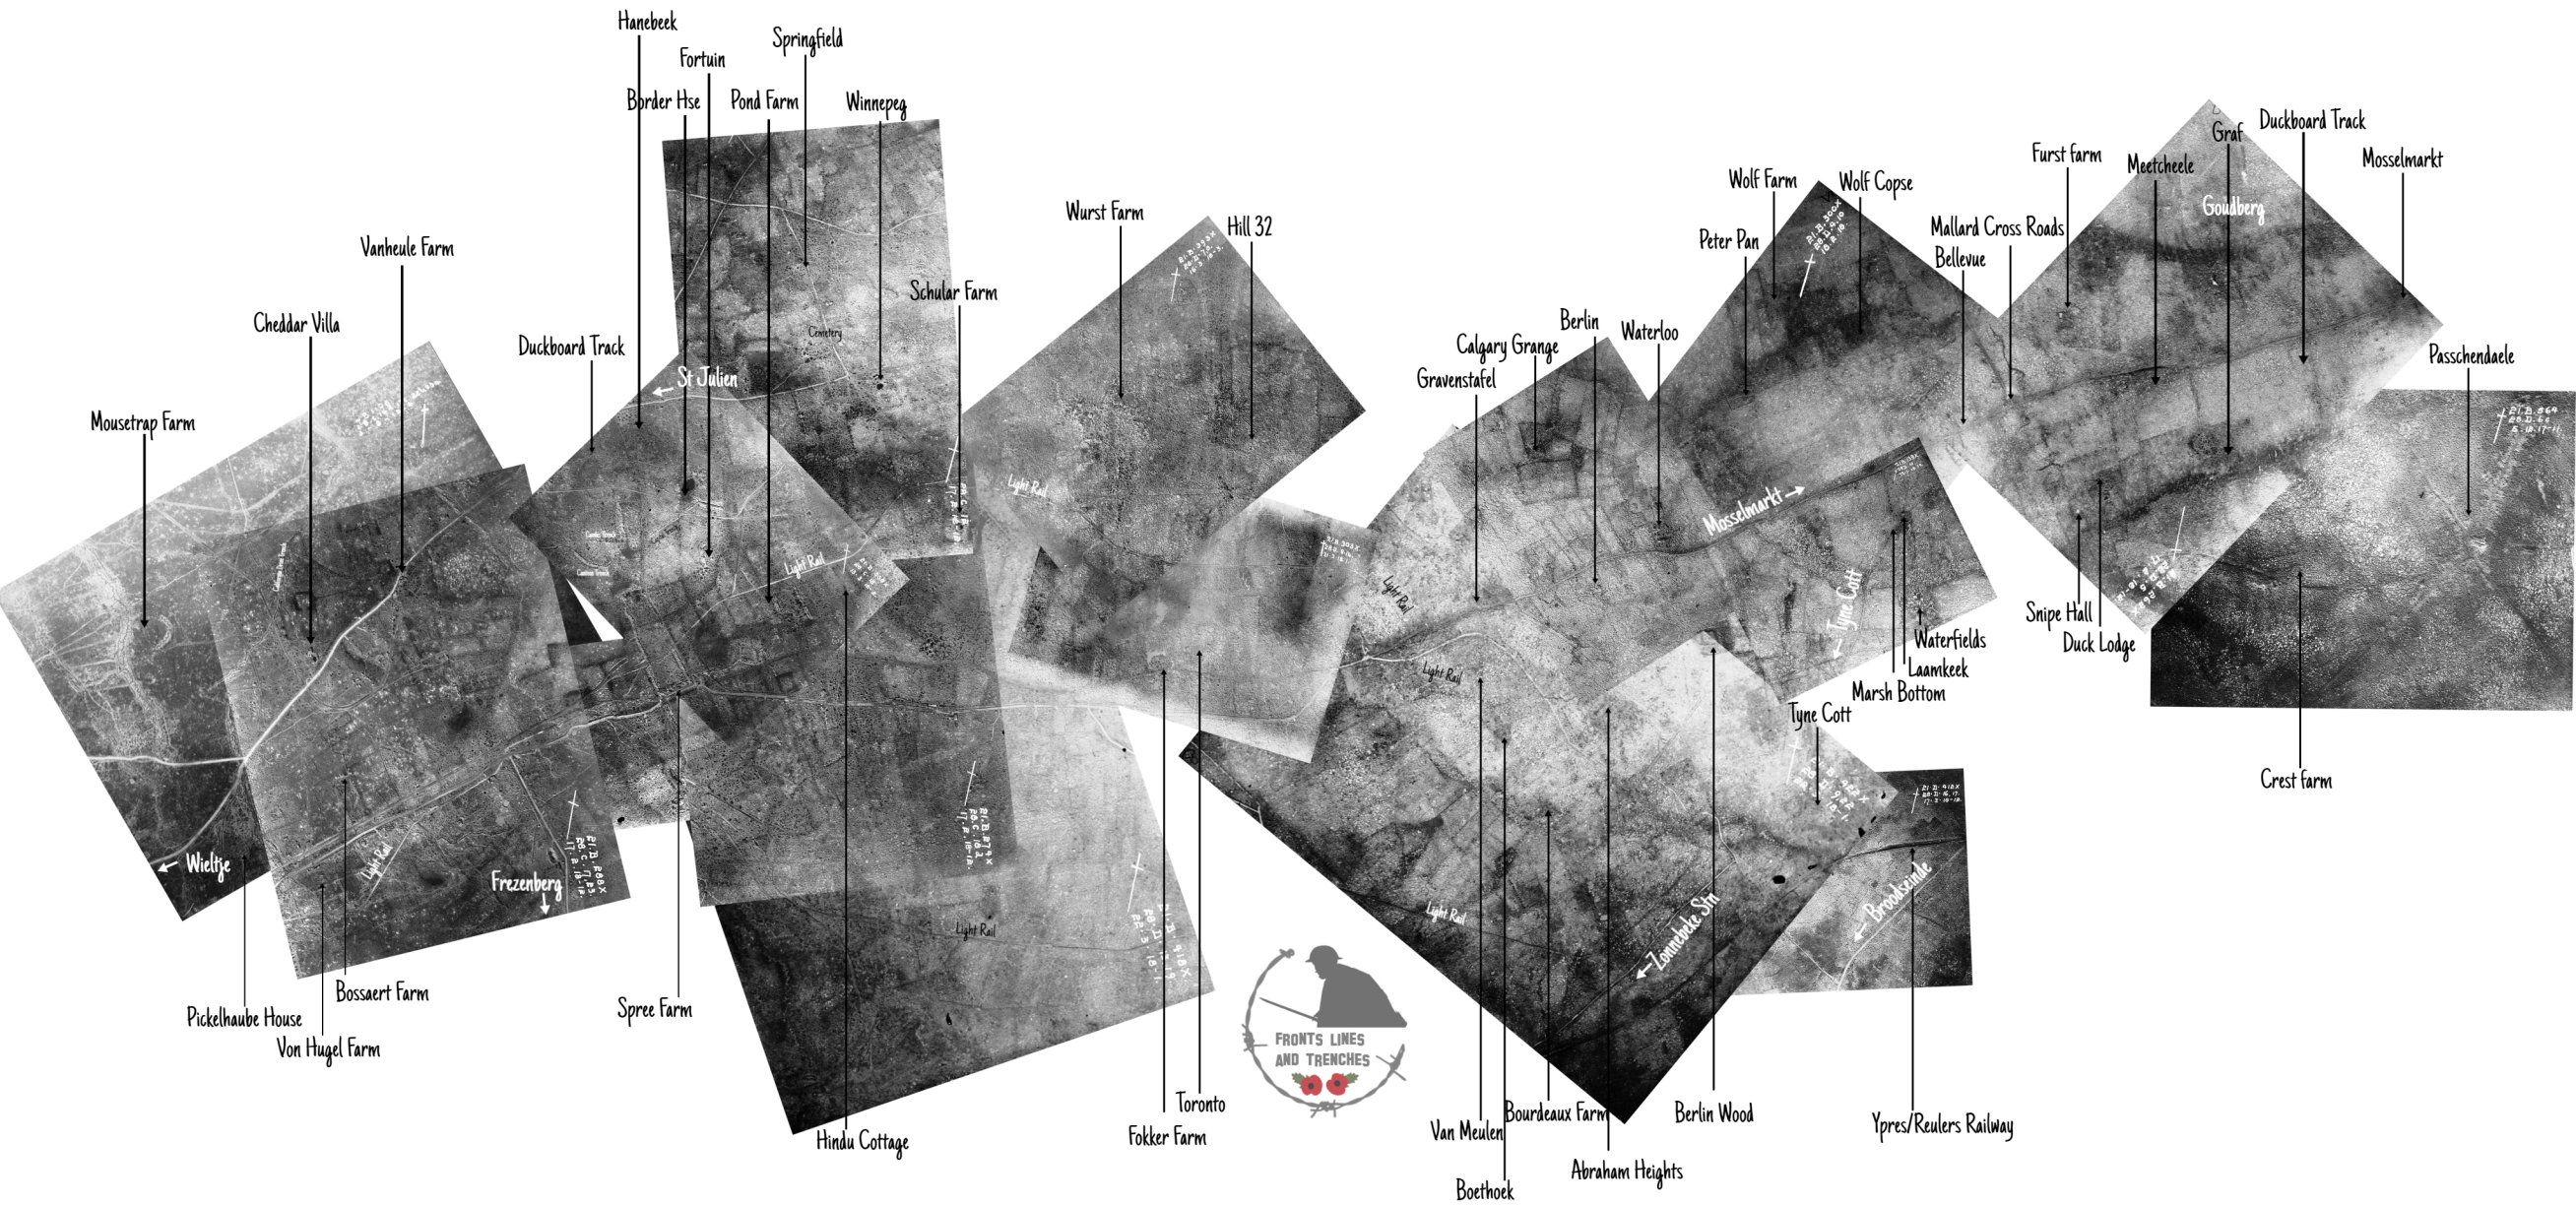 Hanebeek
Fortuin
Springfield
Border Hse
Pond Farm
Winnepeg
Vanheule Farm
Cheddar Villa
Mousetrap Farm
Duckboard Track
St Julien
Cemetery
Schular Farm
Wurst Farm
Hill 32
Light Rail
Light Rail
Wieltje
Light Rail
Frezenberg
Pickelhaube House
Von Hugel Farm
Bossaert Farm
Spree Farm
Light Rail
Hindu Cottage
Fokker Farm
Toronto
FRONTS LINES
AND TRENCHES
Gravenstafel
Calgary Grange
Berlin
Waterloo
Peter Pan
Wolf Farm
Wolf Copse
Bellevue
Mallard Cross Roads
Furst farm
Meetcheele
Graf
Goudberg
Duckboard Track
Mosselmarkt
Passchendaele
Mosselmarkt
Light Rail
Light Rail
Light Rail
Tyne Cott
Tyne Cott
Snipe Hall
Duck Lodge
Waterfields
Laamkeek
Marsh Bottom
Crest Farm
Zonnebeke Stn
Broodseinde
Van Meulen
Boethoek
Bourdeaux Farm
Abraham Heights
Berlin Wood
Ypres/Reulers Railway